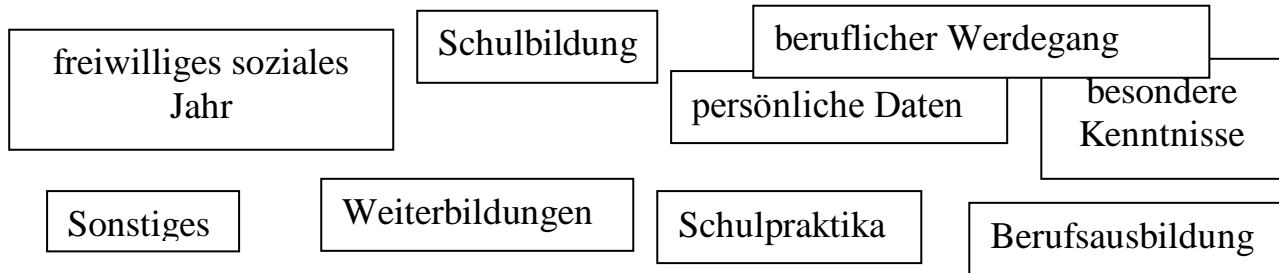 freiwilliges soziales
Jahr
Schulbildung
beruflicher Werdegang
persönliche Daten
besondere
Kenntnisse
Sonstiges
Weiterbildungen
Schulpraktika
Berufsausbildung